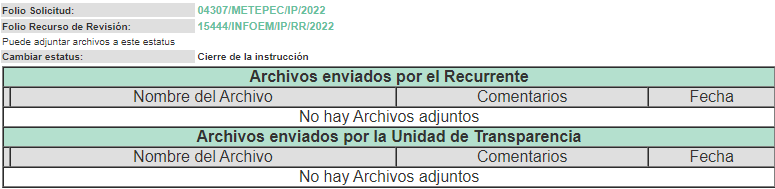 Folio Solicitud: 04307/METEPEC/IP/2022
Folio Recurso de Revisión: 15444/INFOEM/IP/RR/2022
Puede adjuntar archivos a este estatus
Cambiar estatus: Cierre de la instrucción
Archivos enviados por el Recurrente
Nombre del Archivo Comentarios Fecha
No hay Archivos adjuntos
Archivos enviados por la Unidad de Transparencia
Nombre del Archivo Comentarios Fecha
No hay Archivos adjuntos